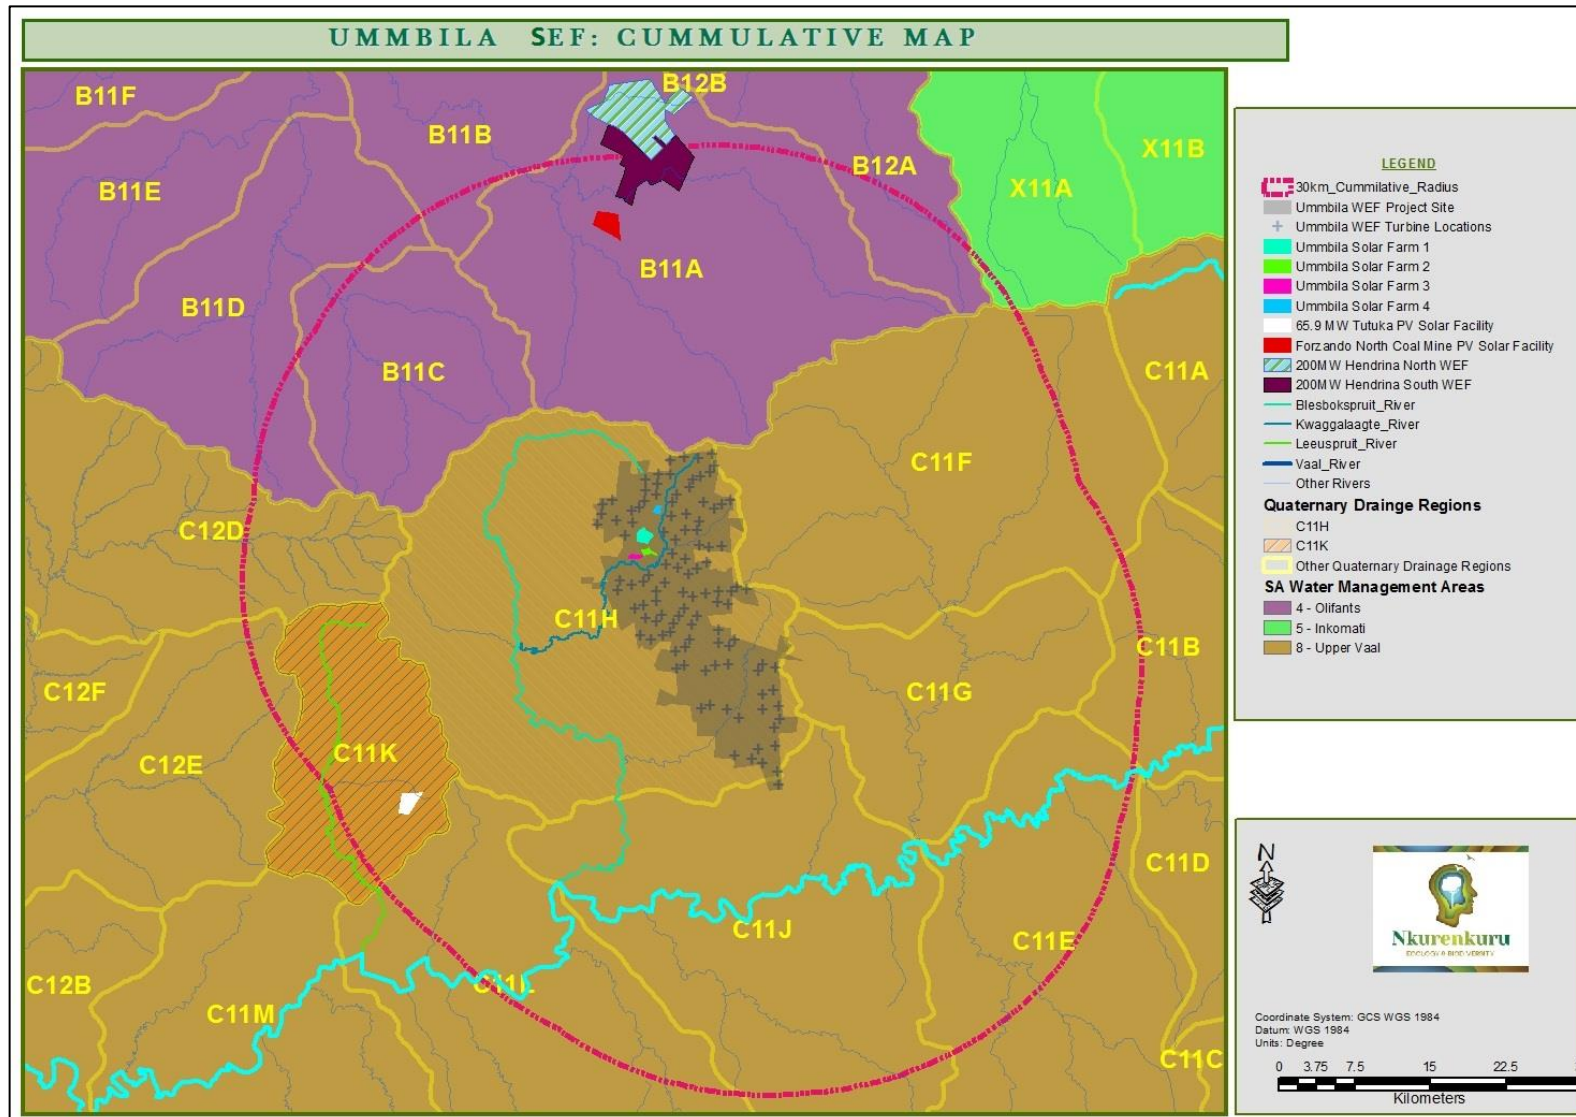 UMMBILA SEF: CUMMULATIVE MAP
B11F
B12B
B11B
X11B
B12A
B11E
X11A
B11A
B11D
B11C
C11A
C11F
C12D
C11H
C11B
C12F
C11G
C11K
C12E
C11D
C11J
C11E
C12B
C11M
C11C
LEGEND
30km_Cummilative_Radius
Ummbila WEF Project Site
Ummbila WEF Turbine Locations
Ummbila Solar Farm 1
Ummbila Solar Farm 2
Ummbila Solar Farm 3
Ummbila Solar Farm 4
65.9 MW Tutuka PV Solar Facility
Forzando North Coal Mine PV Solar Facility
200MW Hendrina North WEF
200MW Hendrina South WEF
Blesbokspruit_River
Kwaggalaagte_River
Leeuspruit_River
Vaal_River
Other Rivers
Quaternary Drainge Regions
C11H
C11K
Other Quaternary Drainage Regions
SA Water Management Areas
4 - Olifants
5 - Inkomati
8 - Upper Vaal
N
Nkurenkuru
ECOLOGY & BIODIVERSITY
Coordinate System: GCS WGS 1984
Datum: WGS 1984
Units: Degree
0 3.75 7.5 15 22.5
Kilometers